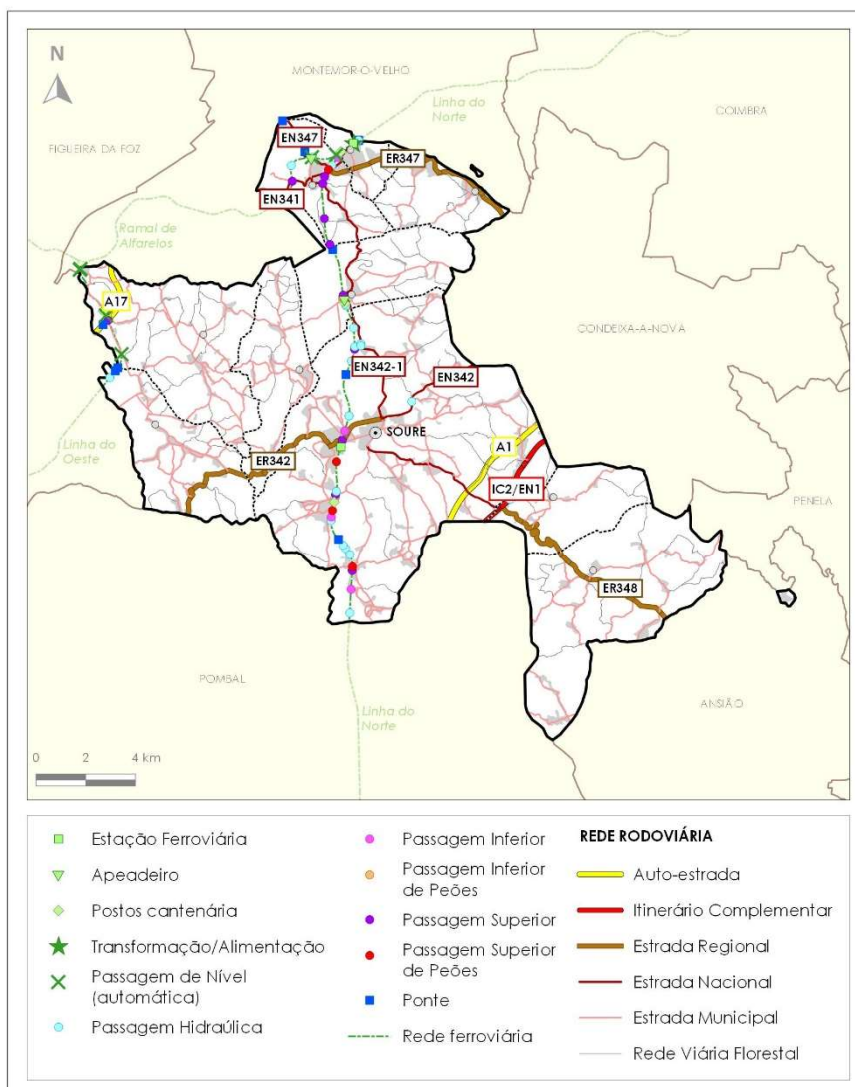 N
MONTEMOR-O-VELHO
COIMBRA
Linha do
Norte
FIGUEIRA DA FOZ
EN347
ER347
EN341
Ramal de
Alfarelos
A17
CONDEIXA-A-NOVA
EN342-1
EN342
SOURE
A1
Linha do
Oeste
ER342
IC2/EN1
PENELA
ER348
POMBAL
ANSIÃO
Linha do
Norte
0 2 4 km
Estação Ferroviária
Apeadeiro
Postos cantenária
Transformação/Alimentação
Passagem de Nível
(automática)
Passagem Hidraúlica
Passagem Inferior
Passagem Inferior
de Peões
Passagem Superior
Passagem Superior
de Peões
Ponte
Rede ferroviária
REDE RODOVIÁRIA
Auto-estrada
Itinerário Complementar
Estrada Regional
Estrada Nacional
Estrada Municipal
Rede Viária Florestal